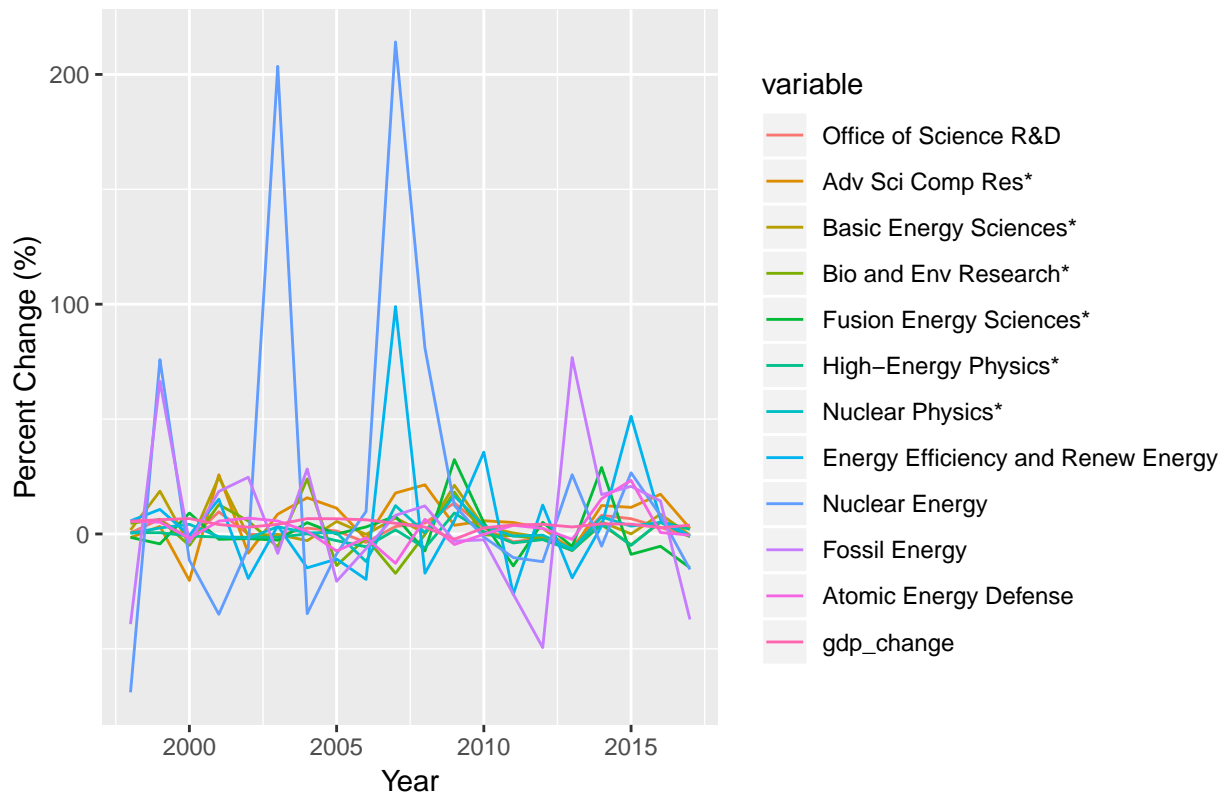 Percent Change (%)
200
100
0
2000
2005
2010
2015
Year
variable
Office of Science R&D
Adv Sci Comp Res*
Basic Energy Sciences*
Bio and Env Research*
Fusion Energy Sciences*
High−Energy Physics*
Nuclear Physics*
Energy Efficiency and Renew Energy
Nuclear Energy
Fossil Energy
Atomic Energy Defense
gdp_change